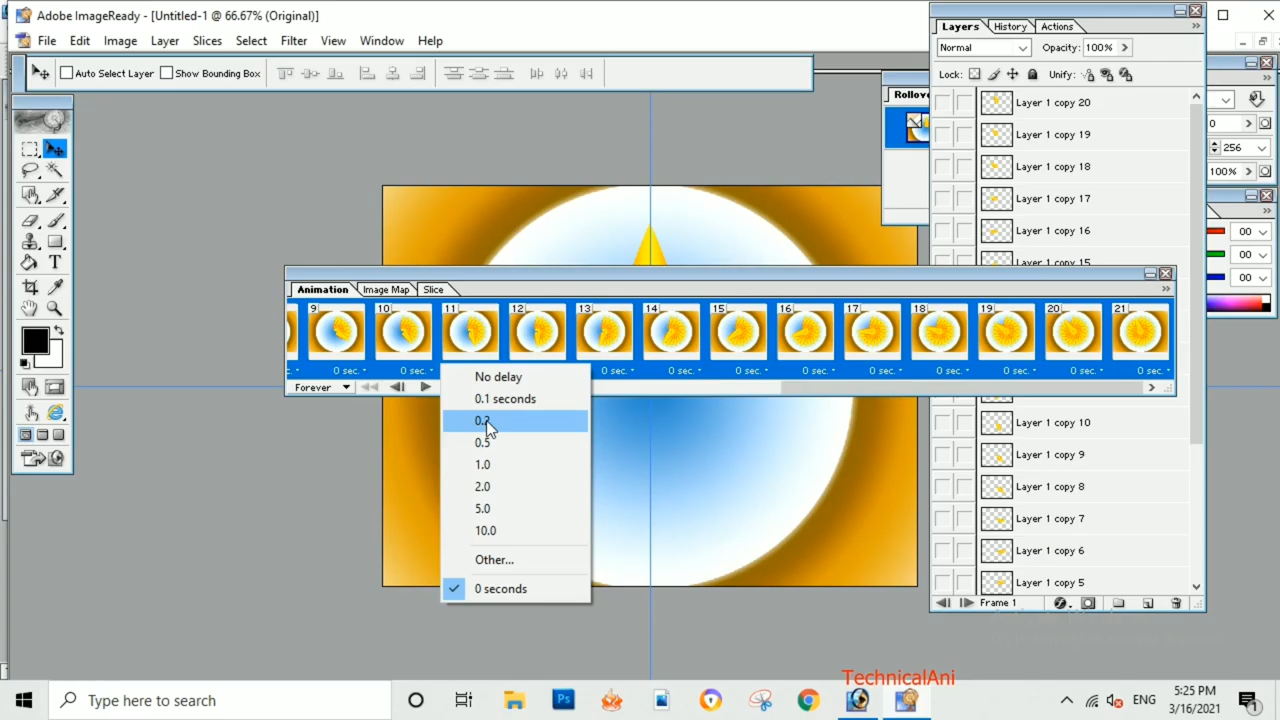 Adobe ImageReady - [Untitled-1 @ 66.67% (Original)]
File Edit Image Layer Slices Select Filter View Window Help
Auto Select Layer Show Bounding Box
Layers History Actions
Normal Opacity: 100%
Lock: Unify:
Layer 1 copy 20
Layer 1 copy 19
Layer 1 copy 18
Layer 1 copy 17
Layer 1 copy 16
Layer 1 copy 15
Layer 1 copy 10
Layer 1 copy 9
Layer 1 copy 8
Layer 1 copy 7
Layer 1 copy 6
Layer 1 copy 5
Frame 1
0
256
100%
00
00
00
Animation Image Map Slice
9 10 11 12 13 14 15 16 17 18 19 20 21
0 sec. 0 sec. 0 sec. 0 sec. 0 sec. 0 sec. 0 sec. 0 sec. 0 sec. 0 sec. 0 sec.
Forever
No delay
0.1 seconds
0.2
0.5
1.0
2.0
5.0
10.0
Other...
0 seconds
TechnicalAni
Type here to search
Ps
ENG
5:25 PM
3/16/2021
1